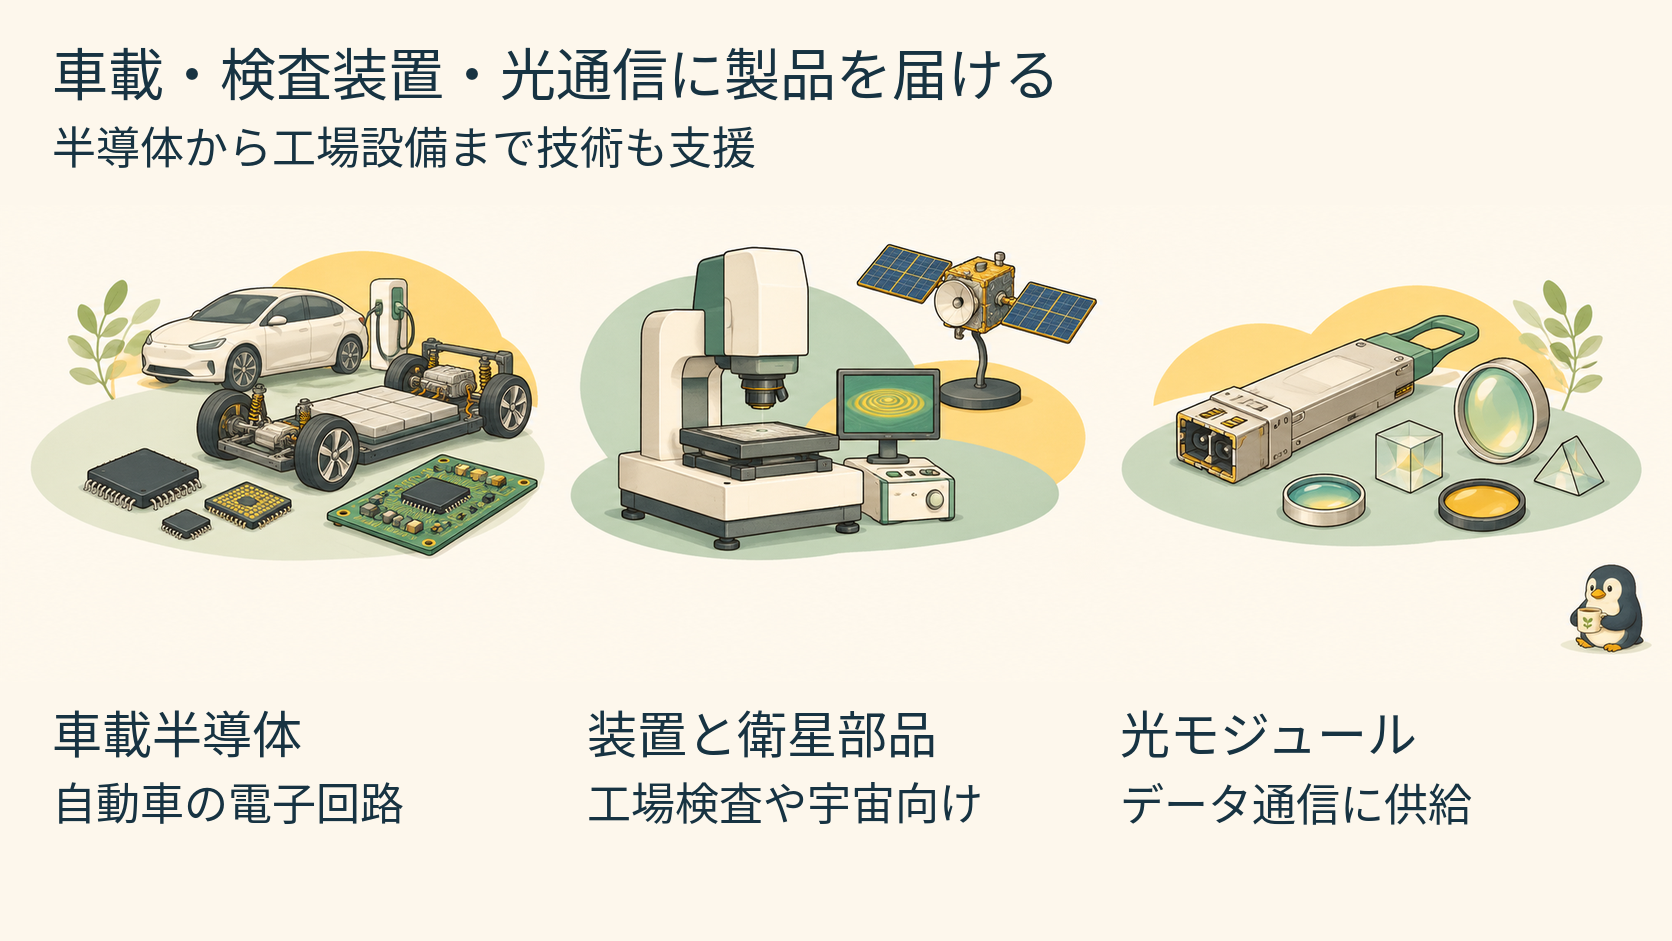 車載・検査装置・光通信に製品を届ける
半導体から工場設備まで技術も支援
車載半導体
自動車の電子回路
装置と衛星部品
工場検査や宇宙向け
光モジュール
データ通信に供給